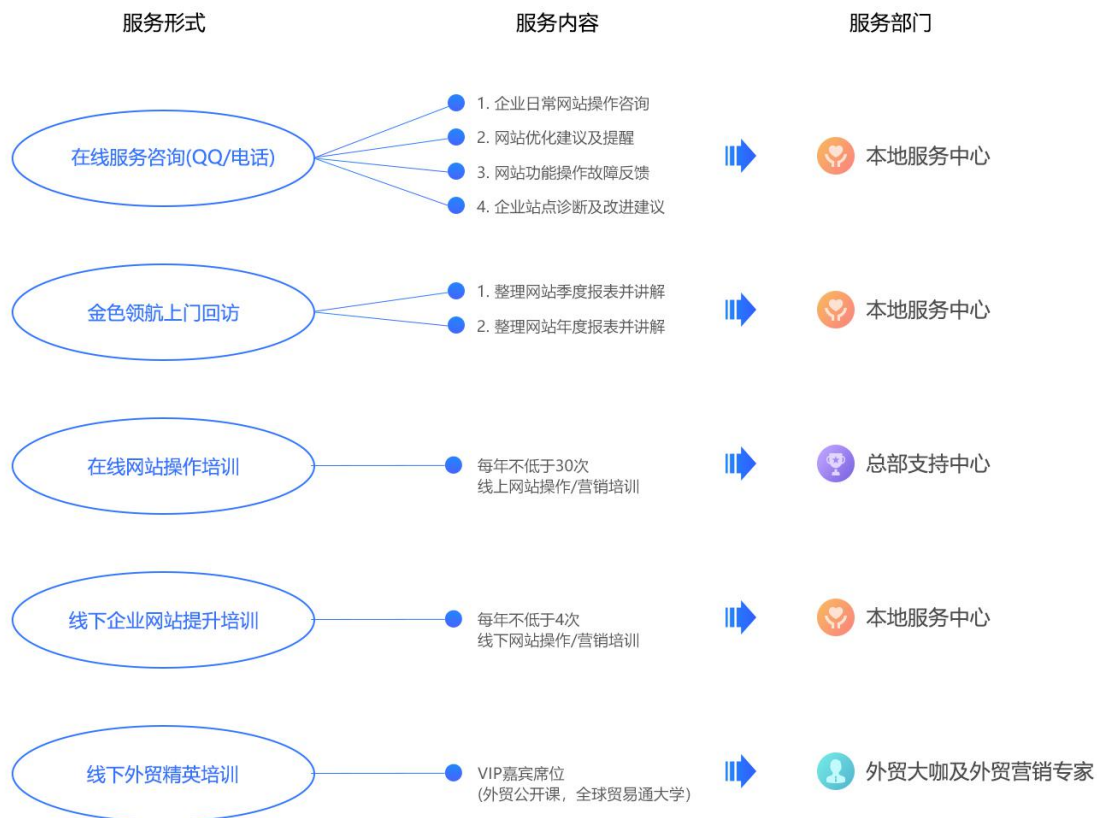 服务形式 服务内容 服务部门
1. 企业日常网站操作咨询
2. 网站优化建议及提醒
在线服务咨询(QQ/电话)
本地服务中心
3. 网站功能操作故障反馈
4. 企业站点诊断及改进建议
金色领航上门回访
1. 整理网站季度报表并讲解
2. 整理网站年度报表并讲解
本地服务中心
在线网站操作培训
每年不低于30次
线上网站操作/营销培训
总部支持中心
线下企业网站提升培训
每年不低于4次
线下网站操作/营销培训
本地服务中心
线下外贸精英培训
VIP嘉宾席位
(外贸公开课，全球贸易通大学)
外贸大咖及外贸营销专家